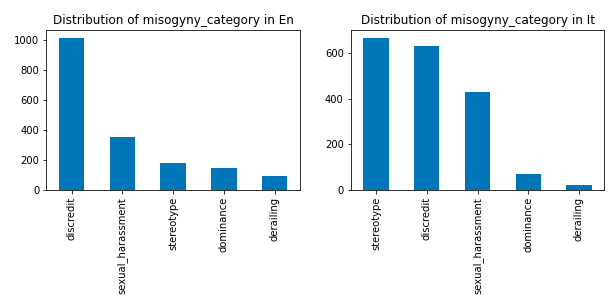 Distribution of misogyny_category in En
1000
800
600
400
200
0
discredit
sexual_harassment
stereotype
dominance
derailing
Distribution of misogyny_category in It
600
400
200
0
stereotype
discredit
sexual_harassment
dominance
derailing